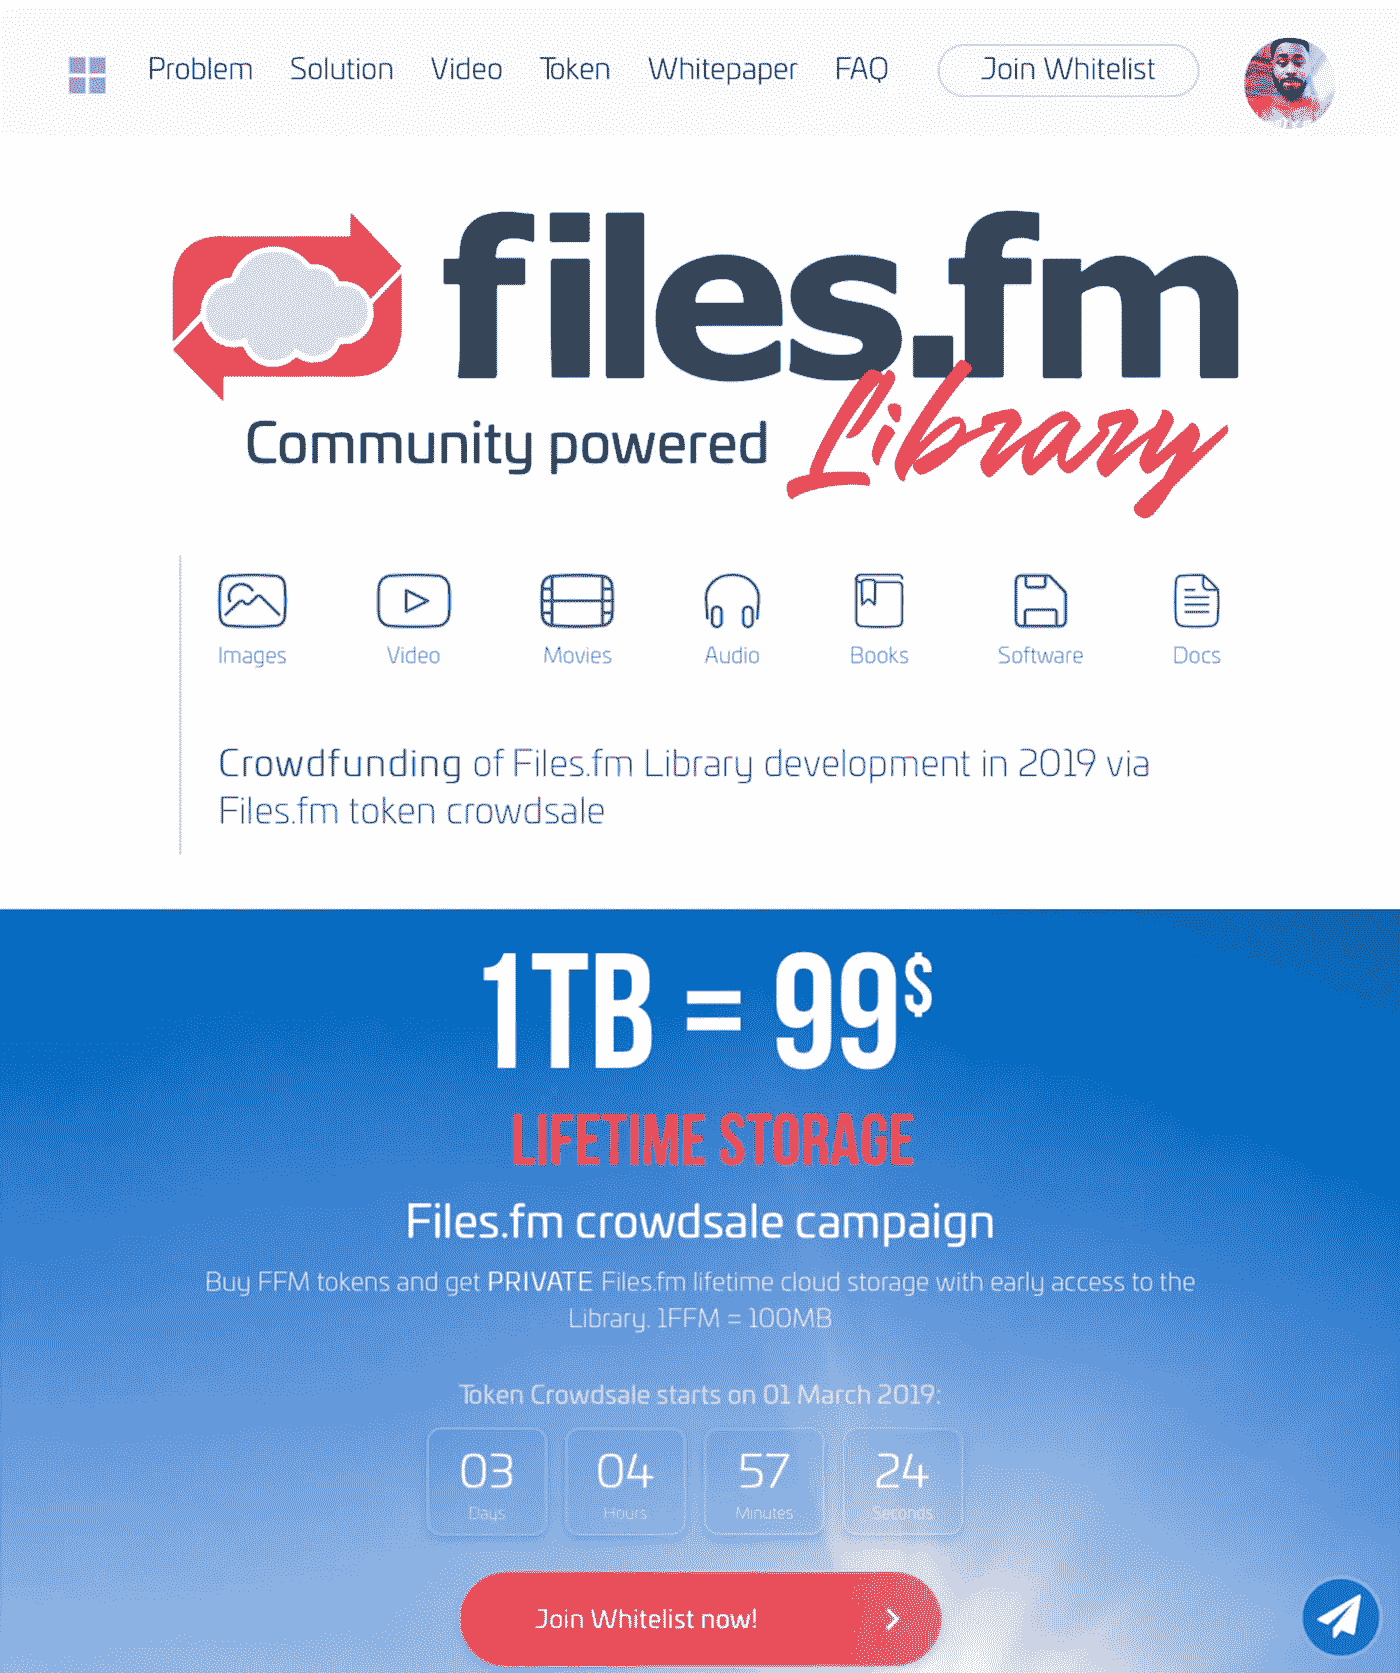 Problem Solution Video Token Whitepaper FAQ Join Whitelist
files.fm
Community powered Library
Images Video Movies Audio Books Software Docs
Crowdfunding of Files.fm Library development in 2019 via
Files.fm token crowdsale
1TB = 99$
LIFETIME STORAGE
Files.fm crowdsale campaign
Buy FFM tokens and get PRIVATE Files.fm lifetime cloud storage with early access to the
Library. 1FFM = 100MB
Token Crowdsale starts on 01 March 2019:
03 04 57 24
Days Hours Minutes Seconds
Join Whitelist now!